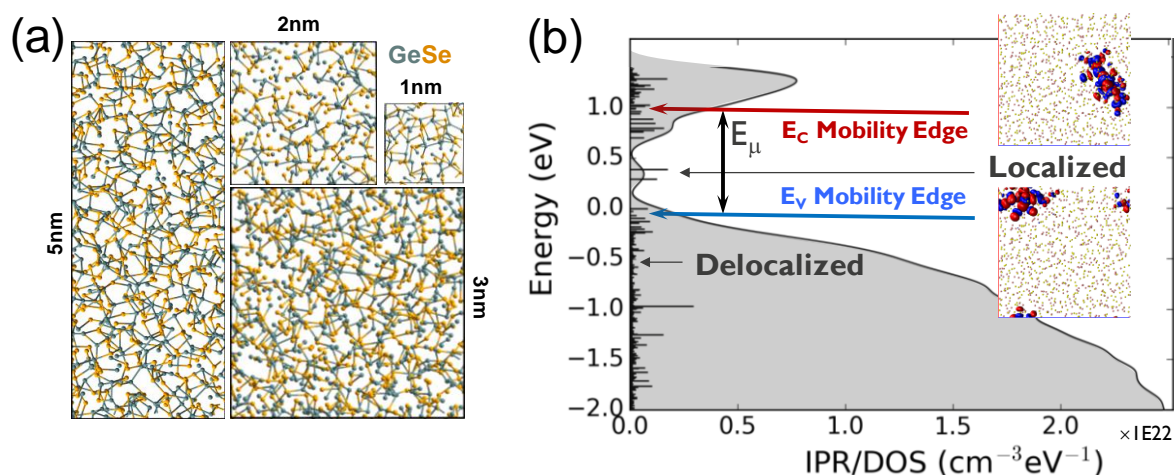 (a)
2nm
GeSe
1nm
5nm
3nm
(b)
Energy (eV)
1.0
0.5
0.0
−0.5
−1.0
−1.5
−2.0
E_C Mobility Edge
Eμ
Localized
E_V Mobility Edge
Delocalized
0.0 0.5 1.0 1.5 2.0
×1E22
IPR/DOS (cm⁻³eV⁻¹)